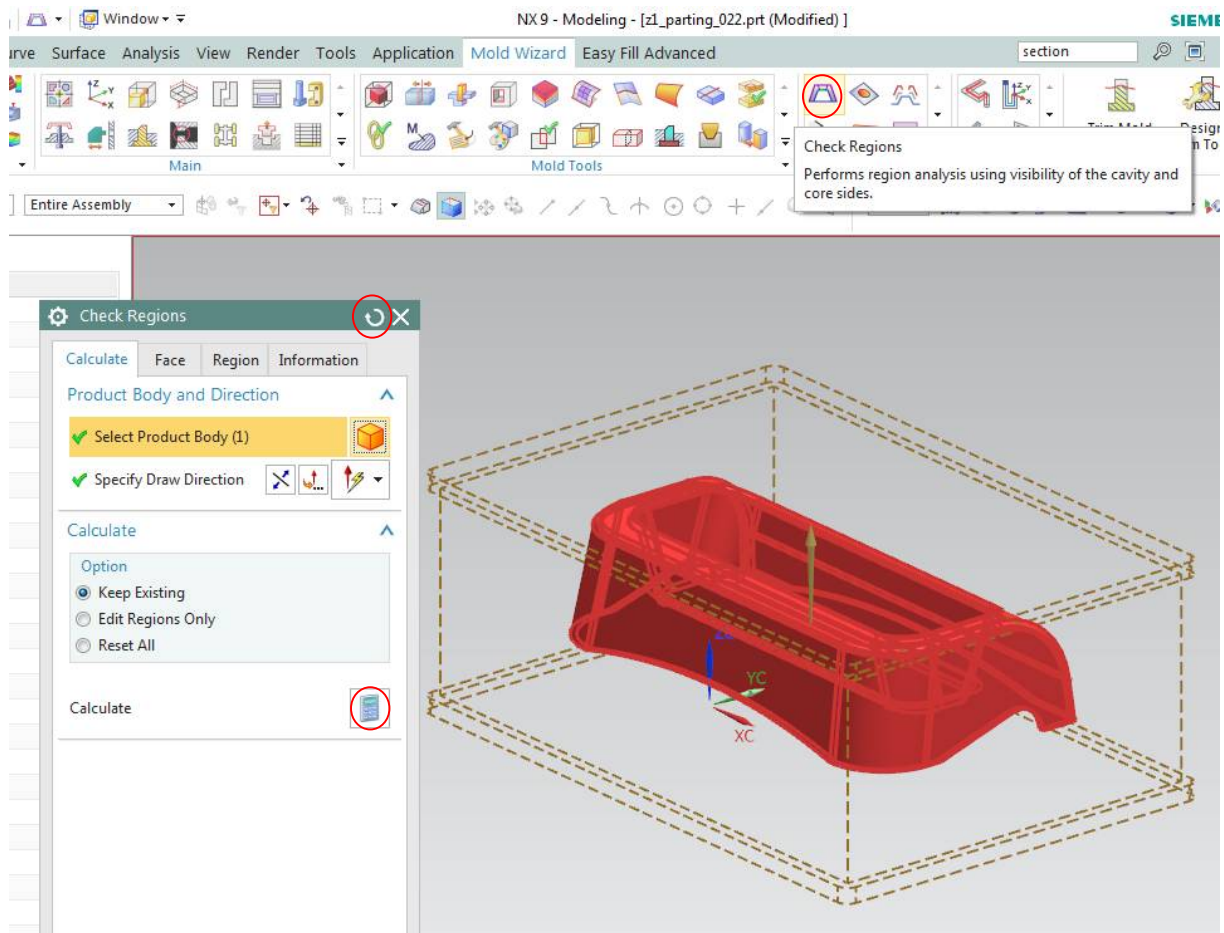 Window
NX 9 - Modeling - [z1_parting_022.prt (Modified) ]
Surface Analysis View Render Tools Application Mold Wizard Easy Fill Advanced
section
Main
Mold Tools
Check Regions
Performs region analysis using visibility of the cavity and
core sides.
Entire Assembly
Check Regions
Calculate Face Region Information
Product Body and Direction
Select Product Body (1)
Specify Draw Direction
Calculate
Option
Keep Existing
Edit Regions Only
Reset All
Calculate
YC
XC